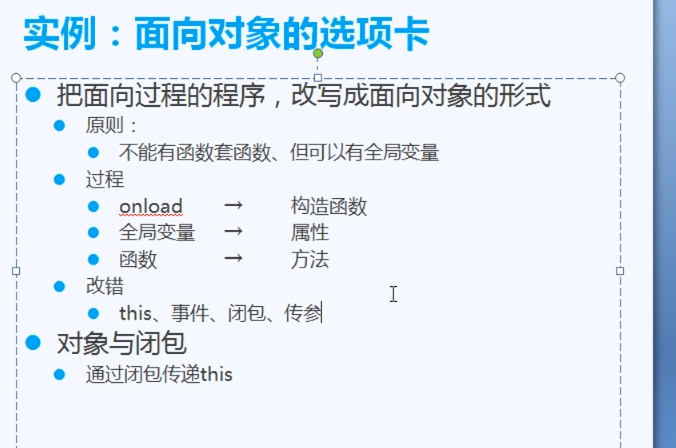 实例：面向对象的选项卡
把面向过程的程序，改写成面向对象的形式
原则：
不能有函数套函数、但可以有全局变量
过程
onload → 构造函数
全局变量 → 属性
函数 → 方法
改错
this、事件、闭包、传参
对象与闭包
通过闭包传递this